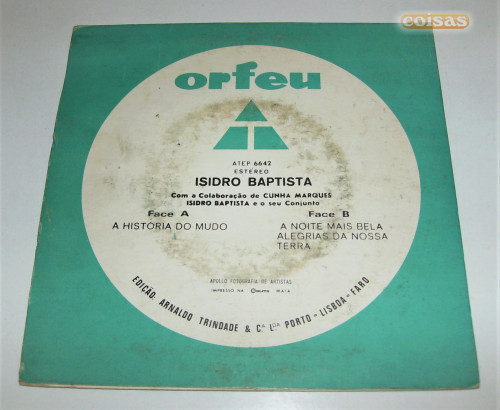 coisas
orfeu
ATEP 6642
ESTEREO
ISIDRO BAPTISTA
Com a Colaboração de CUNHA MARQUES
ISIDRO BAPTISTA e o seu Conjunto
Face A
A HISTÓRIA DO MUDO
Face B
A NOITE MAIS BELA
ALEGRIAS DA NOSSA
TERRA
APOLLO FOTOGRAFIA DE ARTISTAS
IMPRESSO NA MAIA
EDIÇÃO: ARNALDO TRINDADE & Cª Lda PORTO - LISBOA - FARO